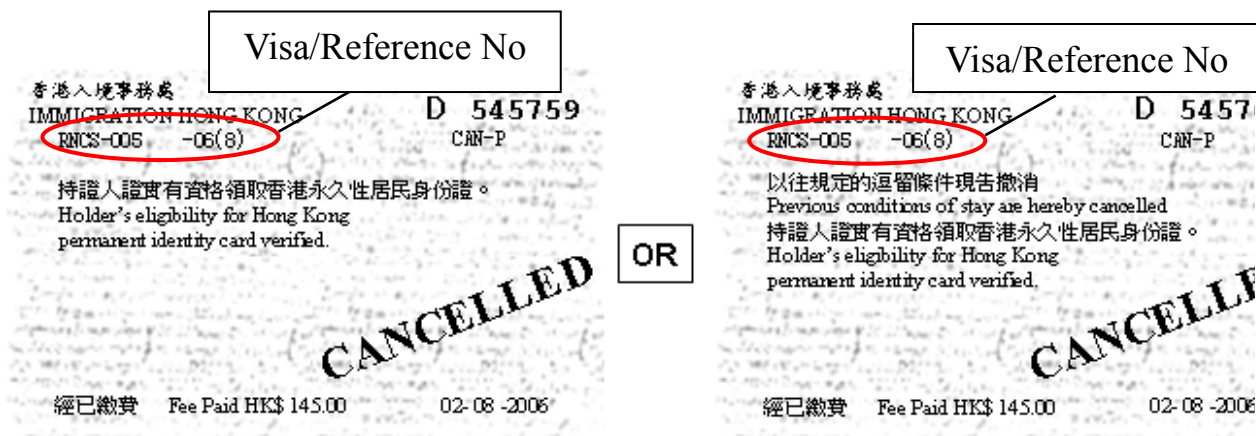 Visa/Reference No
香港入境事務處
IMMIGRATION HONG KONG
D 545759
RNCS-005 -06(8)
CAN-P
持證人證實有資格領取香港永久性居民身份證。
Holder's eligibility for Hong Kong
permanent identity card verified.
CANCELLED
經已繳費 Fee Paid HK$ 145.00 02-08-2006
OR
Visa/Reference No
香港入境事務處
IMMIGRATION HONG KONG
D 5457
RNCS-005 -06(8)
CAN-P
以往規定的逗留條件現告撤消
Previous conditions of stay are hereby cancelled
持證人證實有資格領取香港永久性居民身份證。
Holder's eligibility for Hong Kong
permanent identity card verified.
CANCELLE
經已繳費 Fee Paid HK$ 145.00 02-08-2006